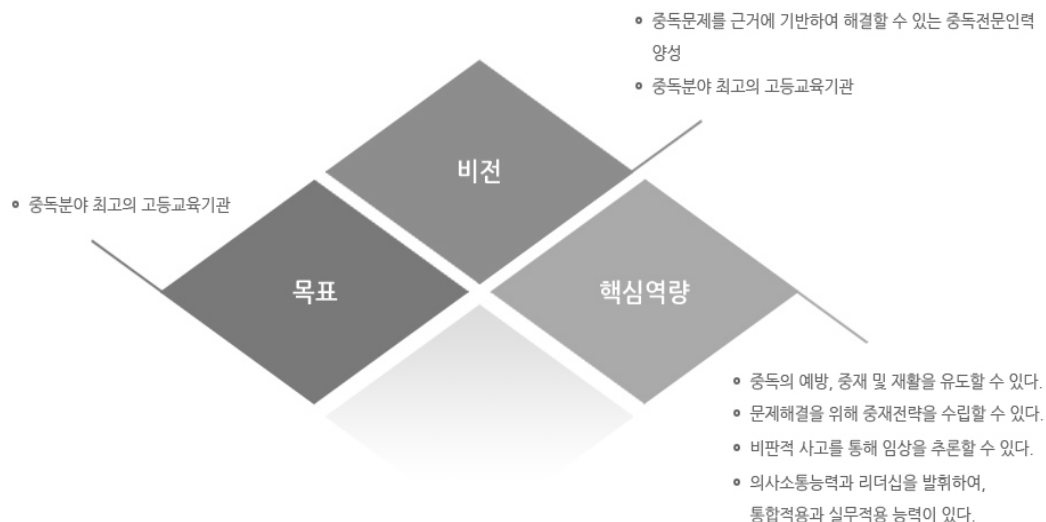 중독문제를 근거에 기반하여 해결할 수 있는 중독전문인력
양성
중독분야 최고의 고등교육기관
비전
중독분야 최고의 고등교육기관
목표
핵심역량
중독의 예방, 중재 및 재활을 유도할 수 있다.
문제해결을 위해 중재전략을 수립할 수 있다.
비판적 사고를 통해 임상을 추론할 수 있다.
의사소통능력과 리더십을 발휘하여,
통합적용과 실무적용 능력이 있다.